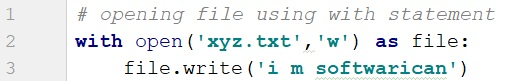 1 # opening file using with statement
2 with open('xyz.txt','w') as file:
3     file.write('i m softwarican')